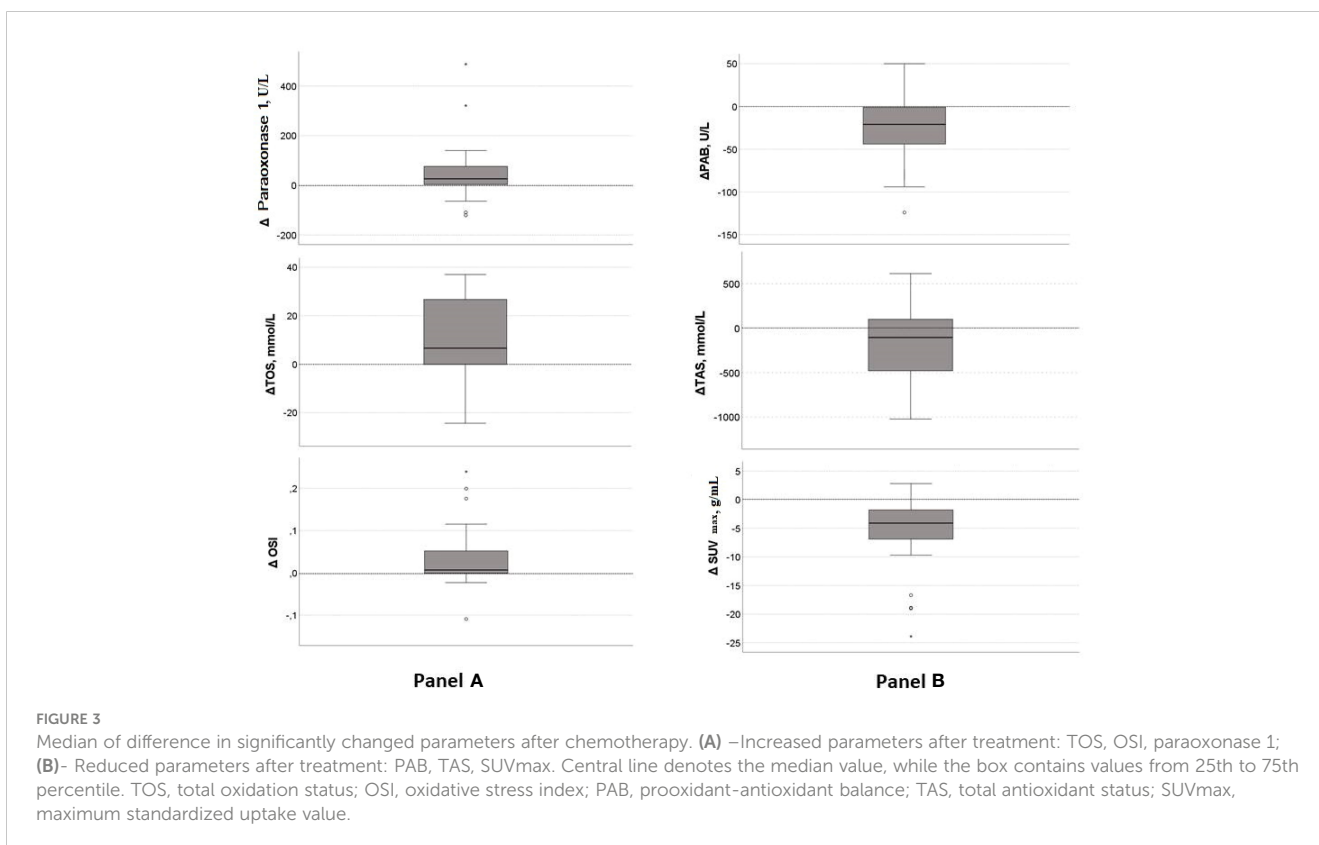 Δ Paraoxonase 1, U/L
400
200
0
-200
ΔTOS, mmol/L
40
20
0
-20
Δ OSI
,2
,1
,0
-,1
Panel A
ΔPAB, U/L
50
0
-50
-100
-150
ΔTAS, mmol/L
500
0
-500
-1000
Δ SUV max, g/mL
5
0
-5
-10
-15
-20
-25
Panel B
FIGURE 3
Median of difference in significantly changed parameters after chemotherapy. (A) –Increased parameters after treatment: TOS, OSI, paraoxonase 1;
(B)- Reduced parameters after treatment: PAB, TAS, SUVmax. Central line denotes the median value, while the box contains values from 25th to 75th
percentile. TOS, total oxidation status; OSI, oxidative stress index; PAB, prooxidant-antioxidant balance; TAS, total antioxidant status; SUVmax,
maximum standardized uptake value.